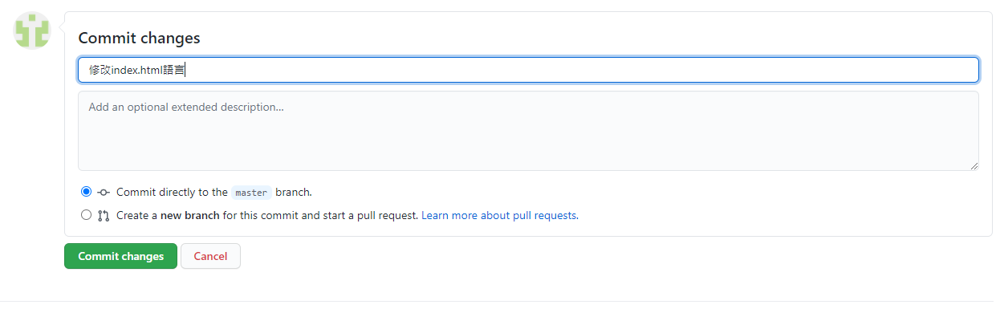 Commit changes
修改index.html語言
Add an optional extended description...
Commit directly to the master branch.
Create a new branch for this commit and start a pull request. Learn more about pull requests.
Commit changes Cancel